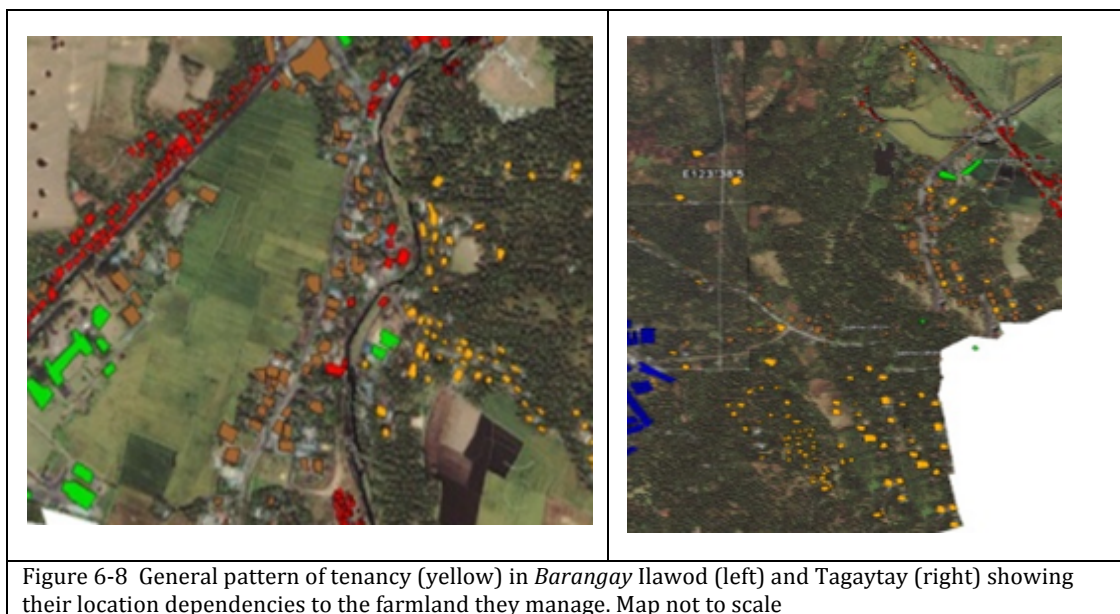 E123°38'5
Figure 6-8 General pattern of tenancy (yellow) in Barangay Ilawod (left) and Tagaytay (right) showing
their location dependencies to the farmland they manage. Map not to scale